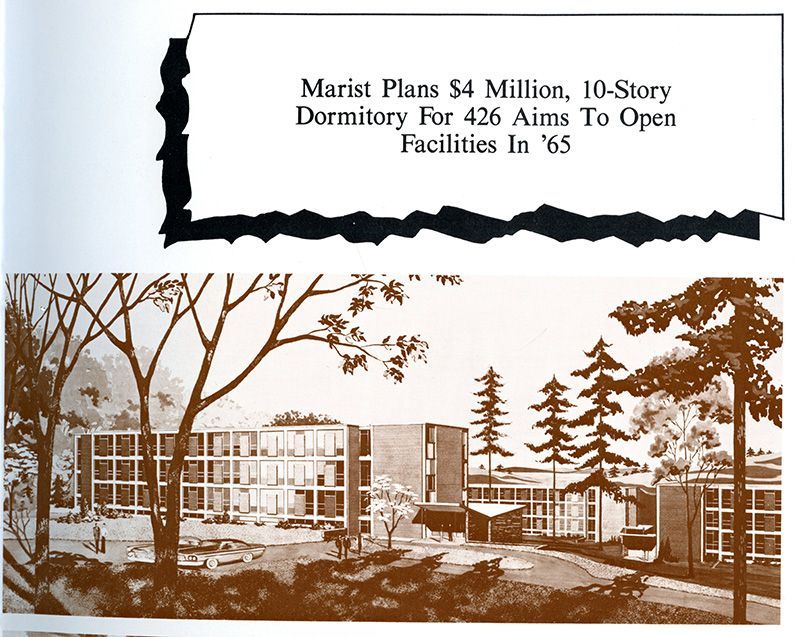 Marist Plans $4 Million, 10-Story
Dormitory For 426 Aims To Open
Facilities In ’65